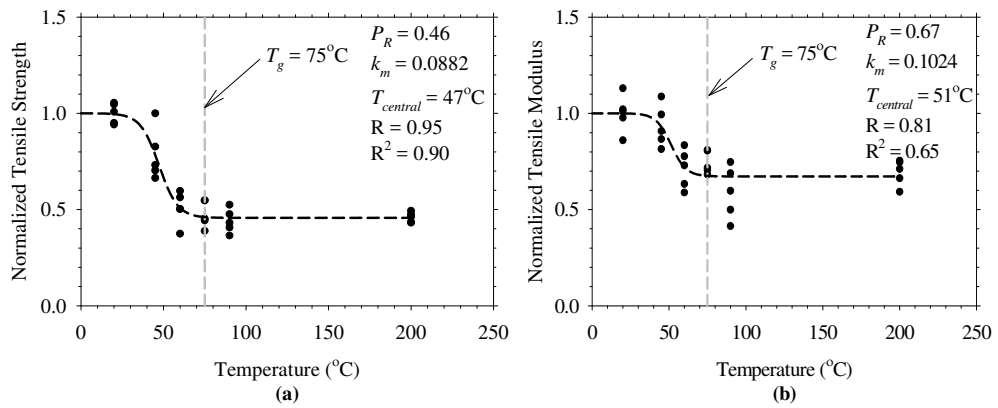 1.5
1.0
0.5
0.0
Normalized Tensile Strength
T_g = 75°C
P_R = 0.46
k_m = 0.0882
T_central = 47°C
R = 0.95
R² = 0.90
0 50 100 150 200 250
Temperature (°C)
(a)
1.5
1.0
0.5
0.0
Normalized Tensile Modulus
T_g = 75°C
P_R = 0.67
k_m = 0.1024
T_central = 51°C
R = 0.81
R² = 0.65
0 50 100 150 200 250
Temperature (°C)
(b)